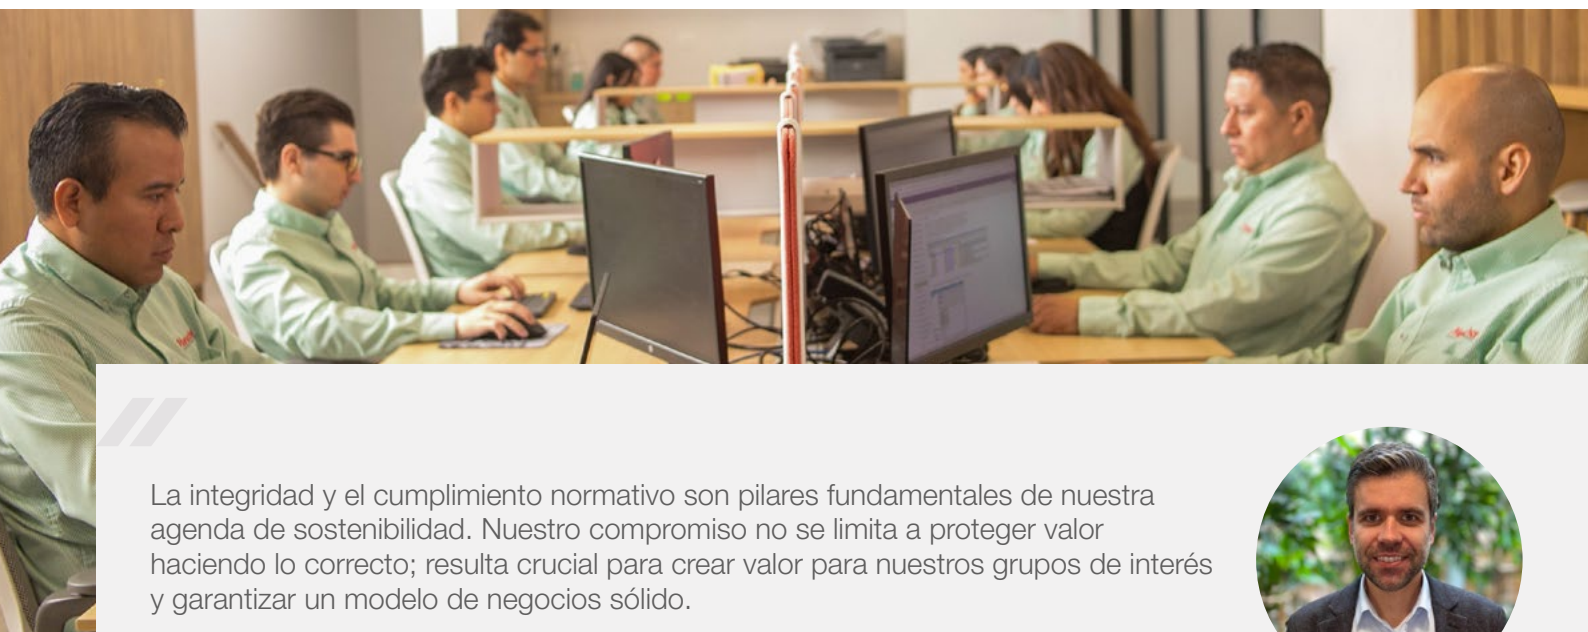 La integridad y el cumplimiento normativo son pilares fundamentales de nuestra
agenda de sostenibilidad. Nuestro compromiso no se limita a proteger valor
haciendo lo correcto; resulta crucial para crear valor para nuestros grupos de interés
y garantizar un modelo de negocios sólido.